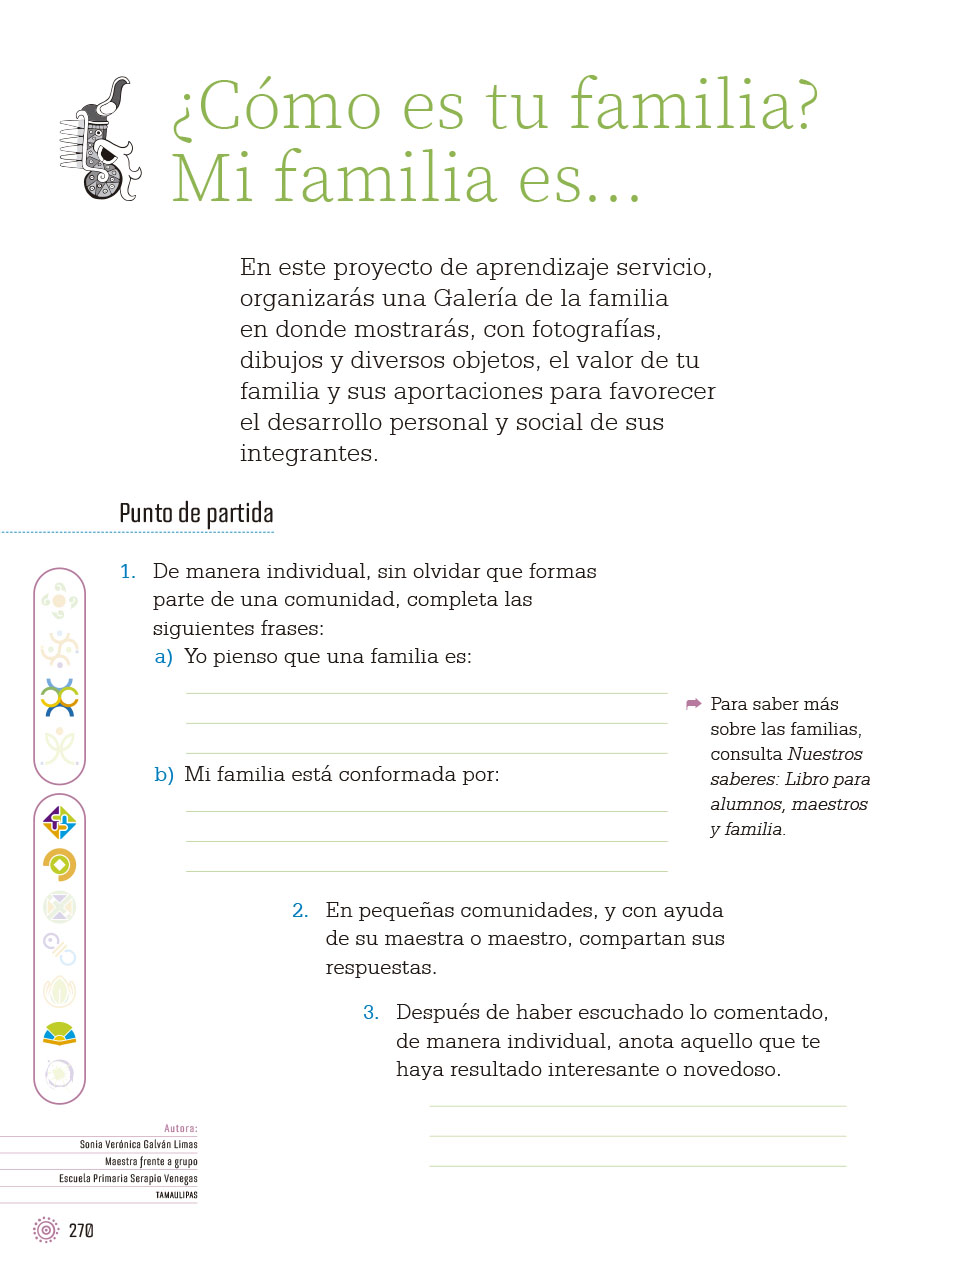 ¿Cómo es tu familia?
Mi familia es...
En este proyecto de aprendizaje servicio,
organizarás una Galería de la familia
en donde mostrarás, con fotografías,
dibujos y diversos objetos, el valor de tu
familia y sus aportaciones para favorecer
el desarrollo personal y social de sus
integrantes.
Punto de partida
1. De manera individual, sin olvidar que formas
parte de una comunidad, completa las
siguientes frases:
a) Yo pienso que una familia es:
b) Mi familia está conformada por:
Para saber más
sobre las familias,
consulta Nuestros
saberes: Libro para
alumnos, maestros
y familia.
2. En pequeñas comunidades, y con ayuda
de su maestra o maestro, compartan sus
respuestas.
3. Después de haber escuchado lo comentado,
de manera individual, anota aquello que te
haya resultado interesante o novedoso.
Autora:
Sonia Verónica Galván Limas
Maestra frente a grupo
Escuela Primaria Serapio Venegas
TAMAULIPAS
270